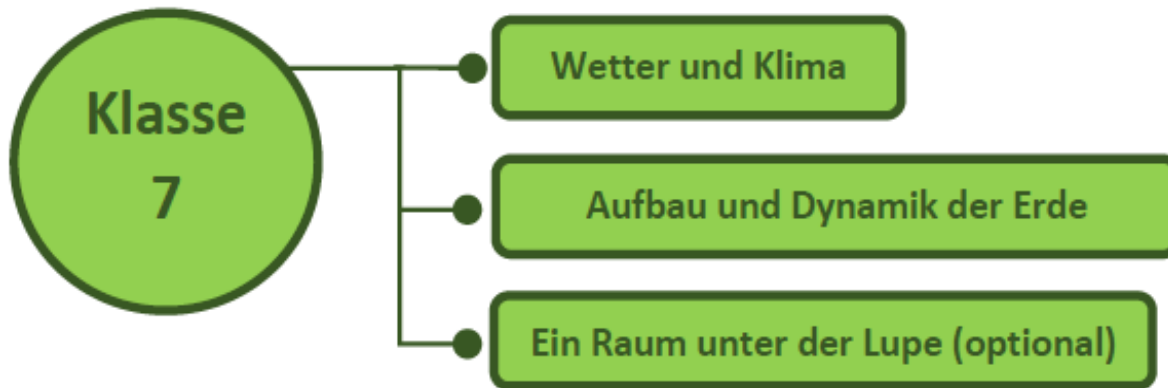 Klasse
7
Wetter und Klima
Aufbau und Dynamik der Erde
Ein Raum unter der Lupe (optional)